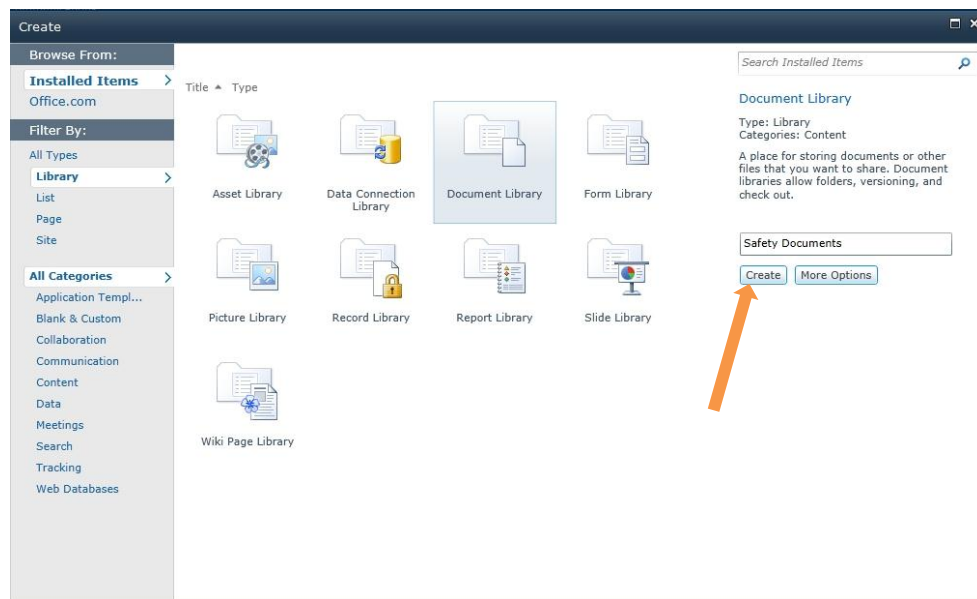 Create
Browse From:
Installed Items
Office.com
Filter By:
All Types
Library
List
Page
Site
All Categories
Application Templ...
Blank & Custom
Collaboration
Communication
Content
Data
Meetings
Search
Tracking
Web Databases
Title Type
Asset Library
Data Connection
Library
Document Library
Form Library
Picture Library
Record Library
Report Library
Slide Library
Wiki Page Library
Search Installed Items
Document Library
Type: Library
Categories: Content
A place for storing documents or other
files that you want to share. Document
libraries allow folders, versioning, and
check out.
Safety Documents
Create
More Options